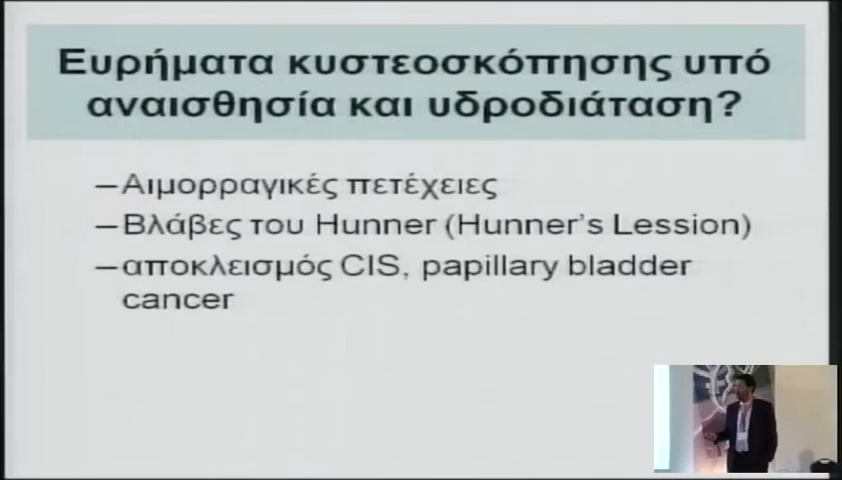 Ευρήματα κυστεοσκόπησης υπό
αναισθησία και υδροδιάταση?
–Αιμορραγικές πετέχειες
–Βλάβες του Hunner (Hunner's Lession)
–αποκλεισμός CIS, papillary bladder
cancer